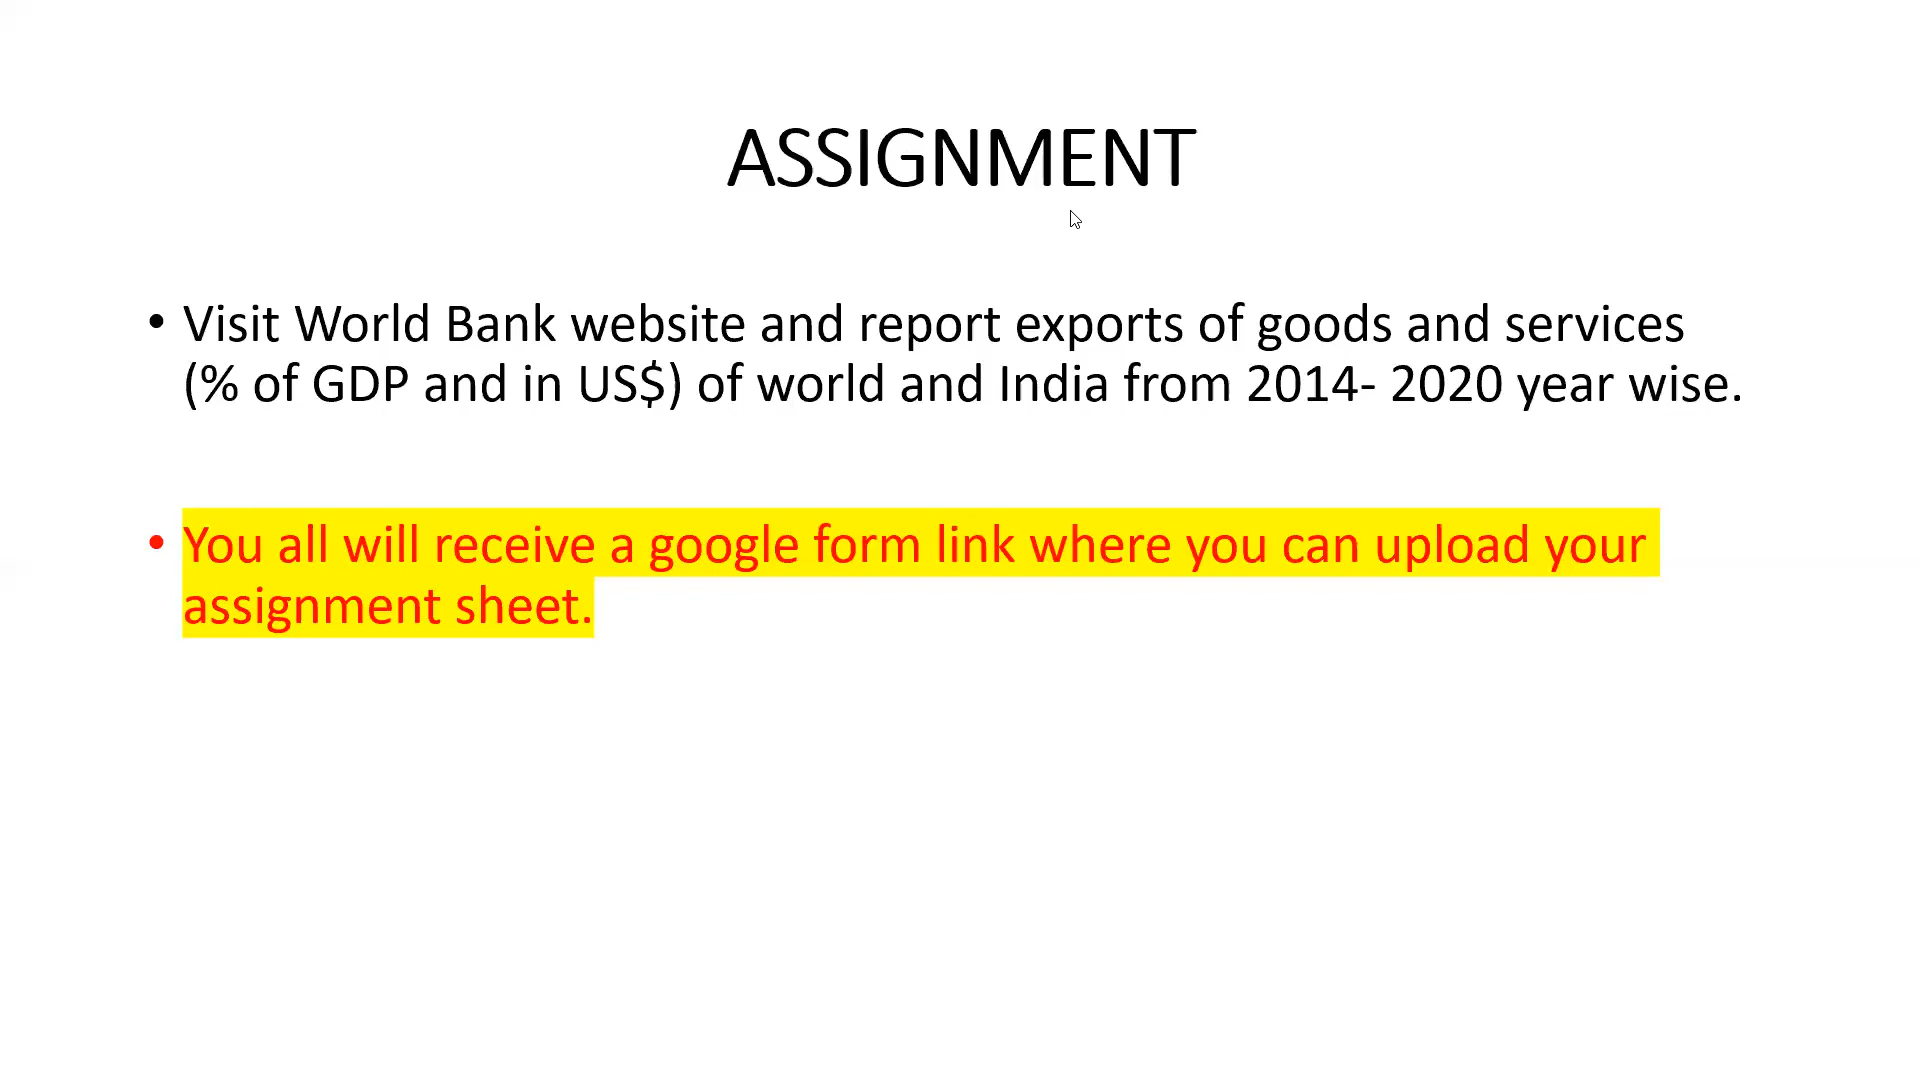 ASSIGNMENT
• Visit World Bank website and report exports of goods and services
(% of GDP and in US$) of world and India from 2014- 2020 year wise.
• You all will receive a google form link where you can upload your
assignment sheet.